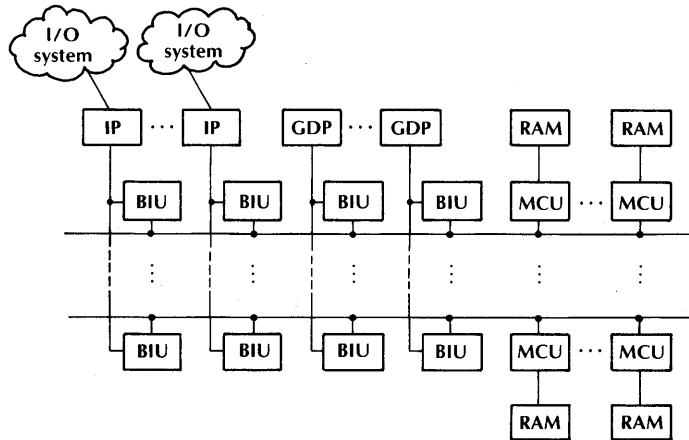 I/O
system
I/O
system
IP ... IP
GDP ... GDP
RAM
RAM
BIU
BIU
BIU
BIU
MCU ... MCU
BIU
BIU
BIU
BIU
MCU ... MCU
RAM
RAM